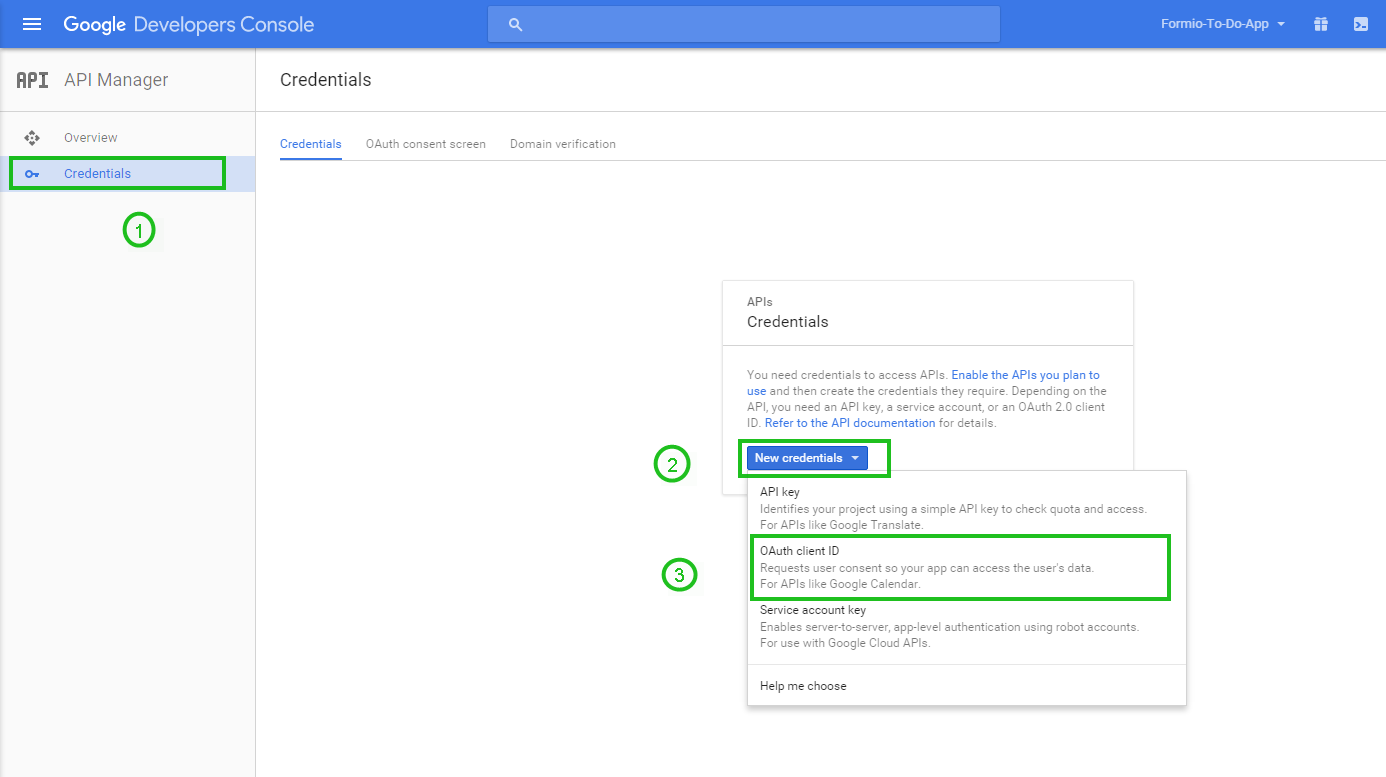 Google Developers Console
Formio-To-Do-App
API API Manager
Credentials
Overview
Credentials
1
Credentials OAuth consent screen Domain verification
APIs
Credentials
You need credentials to access APIs. Enable the APIs you plan to
use and then create the credentials they require. Depending on the
API, you need an API key, a service account, or an OAuth 2.0 client
ID. Refer to the API documentation for details.
2
New credentials
API key
Identifies your project using a simple API key to check quota and access.
For APIs like Google Translate.
3
OAuth client ID
Requests user consent so your app can access the user's data.
For APIs like Google Calendar.
Service account key
Enables server-to-server, app-level authentication using robot accounts.
For use with Google Cloud APIs.
Help me choose